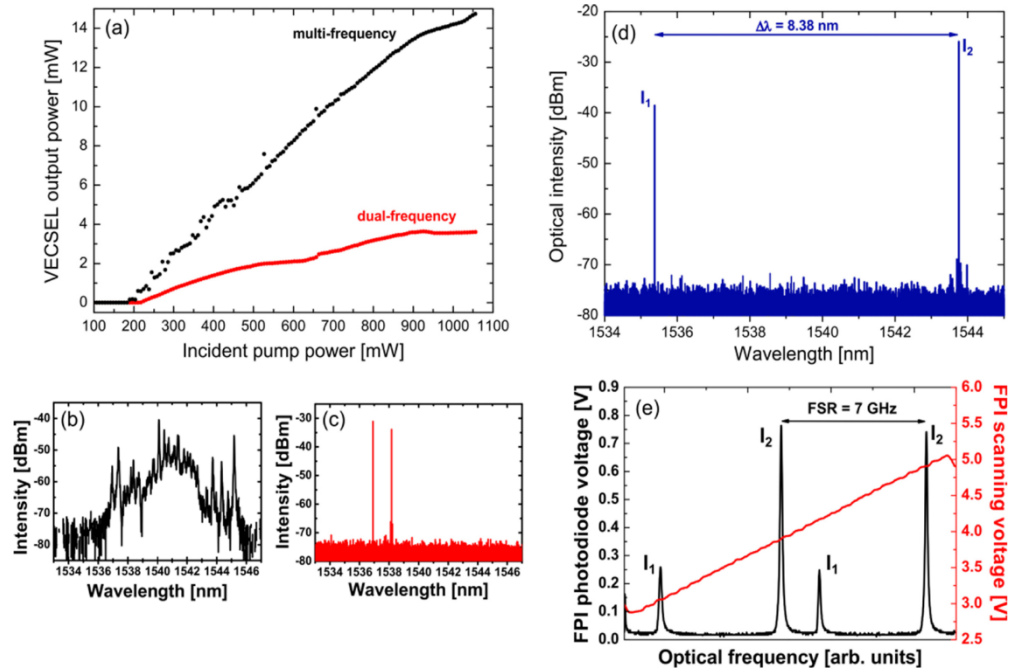 (a)
multi-frequency
dual-frequency
VECSEL output power [mW]
14
12
10
8
6
4
2
0
100 200 300 400 500 600 700 800 900 1000 1100
Incident pump power [mW]
(d)
Δλ = 8.38 nm
I1
I2
Optical intensity [dBm]
-20
-30
-40
-50
-60
-70
-80
1534 1536 1538 1540 1542 1544
Wavelength [nm]
(b)
Intensity [dBm]
-40
-50
-60
-70
-80
1534 1536 1538 1540 1542 1544 1546
Wavelength [nm]
(c)
Intensity [dBm]
-30
-40
-50
-60
-70
-80
1534 1536 1538 1540 1542 1544 1546
Wavelength [nm]
(e)
FSR = 7 GHz
I2
I2
I1
I1
FPI photodiode voltage [V]
0.9
0.8
0.7
0.6
0.5
0.4
0.3
0.2
0.1
0.0
FPI scanning voltage [V]
6.0
5.5
5.0
4.5
4.0
3.5
3.0
2.5
Optical frequency [arb. units]